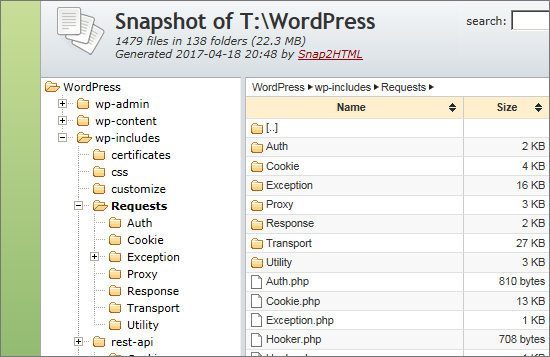 Snapshot of T:\WordPress
search:
1479 files in 138 folders (22.3 MB)
Generated 2017-04-18 20:48 by Snap2HTML
WordPress
wp-admin
wp-content
wp-includes
certificates
css
customize
Requests
Auth
Cookie
Exception
Proxy
Response
Transport
Utility
rest-api
WordPress wp-includes Requests
Name Size
[..]
Auth 2 KB
Cookie 4 KB
Exception 16 KB
Proxy 3 KB
Response 2 KB
Transport 27 KB
Utility 3 KB
Auth.php 810 bytes
Cookie.php 13 KB
Exception.php 1 KB
Hooker.php 708 bytes